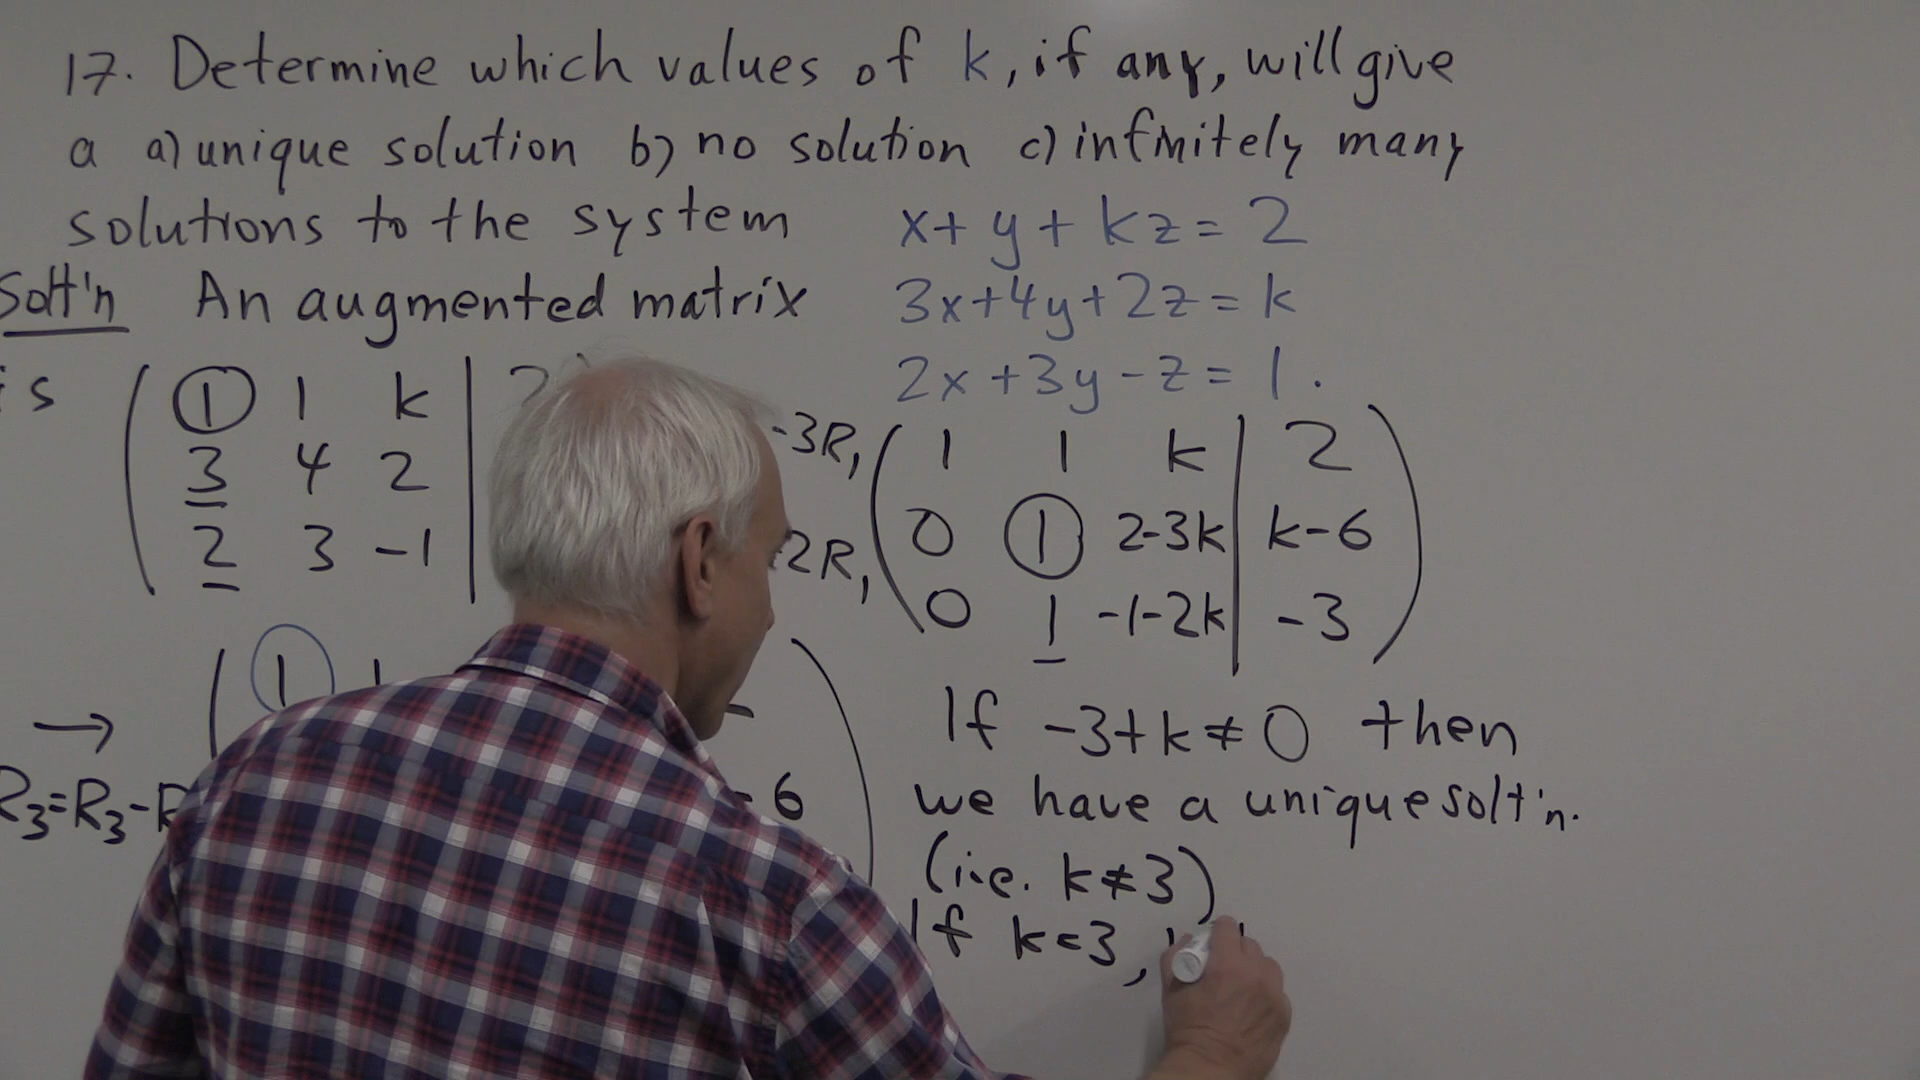 17. Determine which values of k, if any, will give
a a) unique solution b) no solution c) infinitely many
solutions to the system x + y + kz = 2
Solt'n An augmented matrix 3x+4y+2z = k
is 2x+3y-z = 1.
1 1 k | 2
3 4 2
2 3 -1
-3R₁ 1 1 k | 2
0 1 2-3k | k-6
2R₁ 0 1 -1-2k | -3
→ 1 1
R₃=R₃-R 6
If -3+k≠0 then
we have a unique solt'n.
(i.e. k≠3)
If k=3,